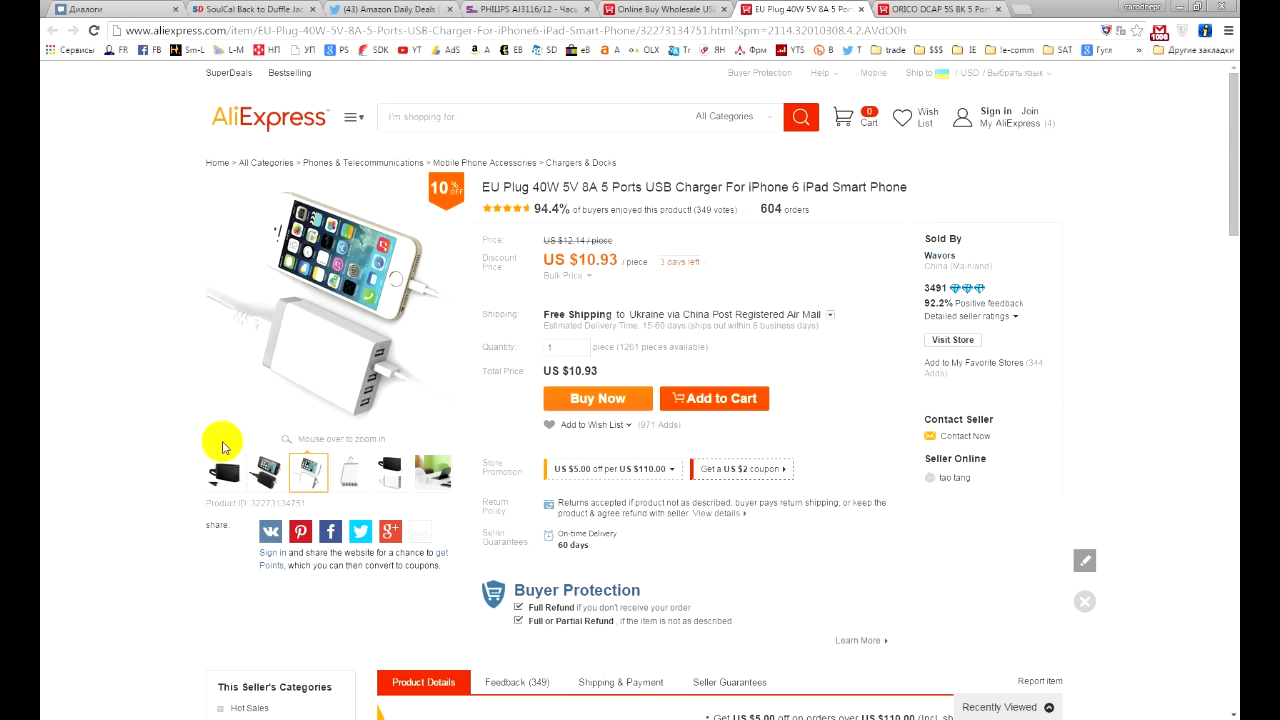 Диалоги
SoulCal Back to Duffle Jack
(43) Amazon Daily Deals |
PHILIPS AJ3116/12 – Часы
Online Buy Wholesale USB
EU Plug 40W 5V 8A 5 Ports
ORICO DCAP 5S BK 5 Port
www.aliexpress.com/item/EU-Plug-40W-5V-8A-5-Ports-USB-Charger-For-iPhone6-iPad-Smart-Phone/32273134751.html?spm=2114.32010308.4.2.AVdO0h
Сервисы FR FB Sm-L I-M НП УП PS SDK YT AdS A EB SD eB A OLX Тр ЯН Фрм YTS B T trade $$$ IE !e-comm SAT Гугл » Другие закладки
SuperDeals Bestselling Buyer Protection Help Mobile Ship to / USD / Выбрать язык
AliExpress I'm shopping for... All Categories 0 Cart Wish List Sign in Join My AliExpress (4)
Home > All Categories > Phones & Telecommunications > Mobile Phone Accessories > Chargers & Docks
10% OFF
EU Plug 40W 5V 8A 5 Ports USB Charger For iPhone 6 iPad Smart Phone
94.4% of buyers enjoyed this product! (349 votes) 604 orders
Price: US $12.14 / piece
Discount Price: US $10.93 / piece 3 days left
Bulk Price
Shipping: Free Shipping to Ukraine via China Post Registered Air Mail
Estimated Delivery Time: 15-60 days (ships out within 8 business days)
Quantity: 1 piece (1261 pieces available)
Total Price: US $10.93
Buy Now Add to Cart
Add to Wish List (971 Adds)
Store Promotion: US $5.00 off per US $110.00 Get a US $2 coupon
Return Policy Returns accepted if product not as described, buyer pays return shipping; or keep the
product & agree refund with seller. View details
Seller Guarantees: On-time Delivery
60 days
Buyer Protection
Full Refund if you don't receive your order
Full or Partial Refund , if the item is not as described
Learn More
Sold By
Wavors
China (Mainland)
3491
92.2% Positive feedback
Detailed seller ratings
Visit Store
Add to My Favorite Stores (344
Adds)
Contact Seller
Contact Now
Seller Online
tao tang
Mouse over to zoom in
Product ID: 32273134751
share:
Sign in and share the website for a chance to get
Points, which you can then convert to coupons.
This Seller's Categories
Hot Sales
Product Details Feedback (349) Shipping & Payment Seller Guarantees Report item
• Get US $5.00 off on orders over US $110.00 (Incl. sh
Recently Viewed